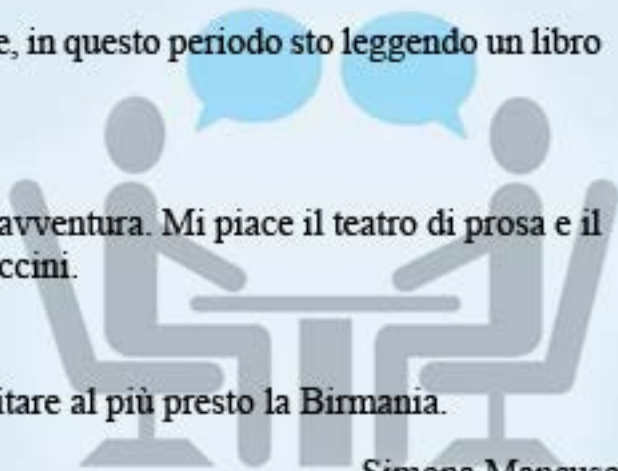 e, in questo periodo sto leggendo un libro
avventura. Mi piace il teatro di prosa e il
ccini.
itare al più presto la Birmania.
Simona Mancuso